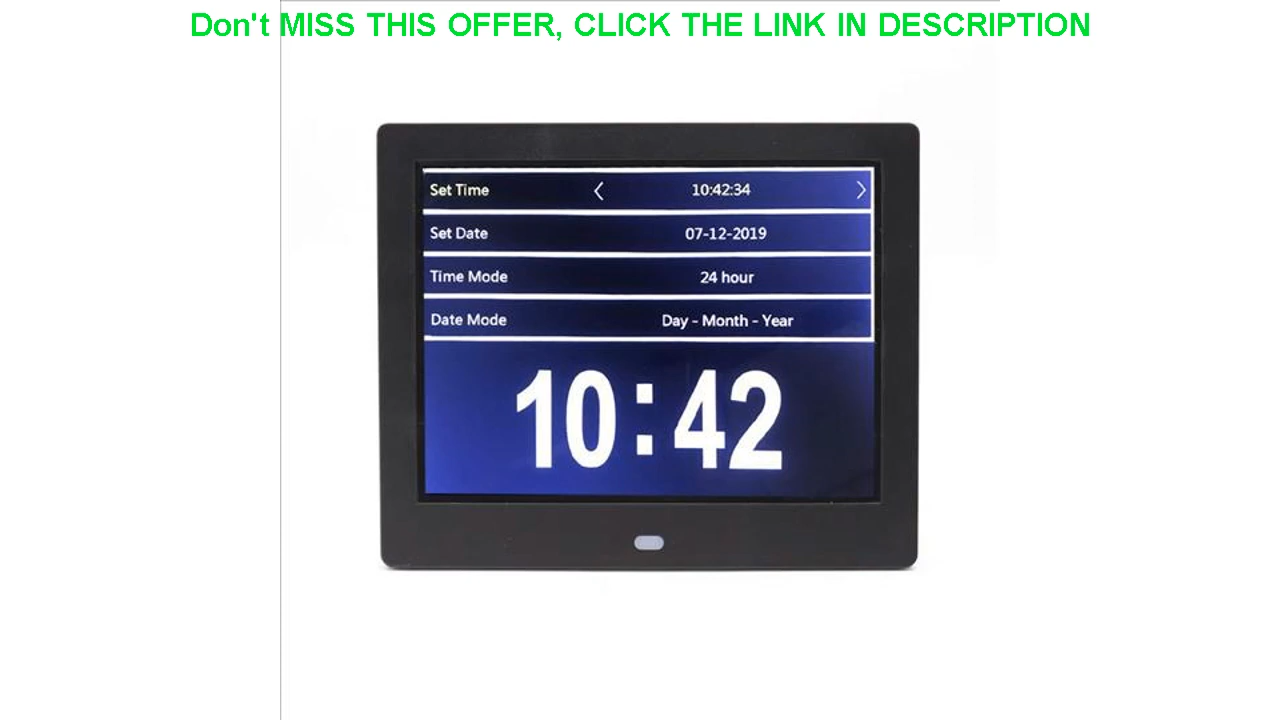 Don't MISS THIS OFFER, CLICK THE LINK IN DESCRIPTION
Set Time < 10:42:34 >
Set Date 07-12-2019
Time Mode 24 hour
Date Mode Day - Month - Year
10:42